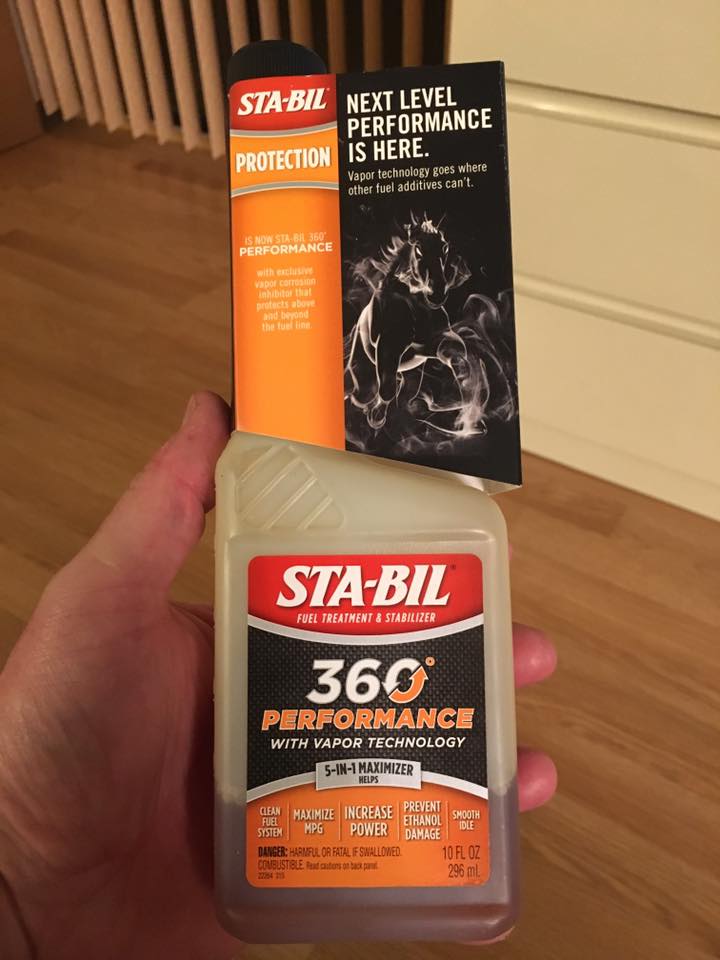 STA-BIL
PROTECTION
IS NOW STA-BIL 360°
PERFORMANCE
with exclusive
vapor corrosion
inhibitor that
protects above
and beyond
the fuel line.
NEXT LEVEL
PERFORMANCE
IS HERE.
Vapor technology goes where
other fuel additives can't.
STA-BIL®
FUEL TREATMENT & STABILIZER
360°
PERFORMANCE
WITH VAPOR TECHNOLOGY
5-IN-1 MAXIMIZER
HELPS
CLEAN
FUEL
SYSTEM
MAXIMIZE
MPG
INCREASE
POWER
PREVENT
ETHANOL
DAMAGE
SMOOTH
IDLE
DANGER: HARMFUL OR FATAL IF SWALLOWED.
COMBUSTIBLE. Read cautions on back panel.
22264 315
10 FL OZ
296 ml.